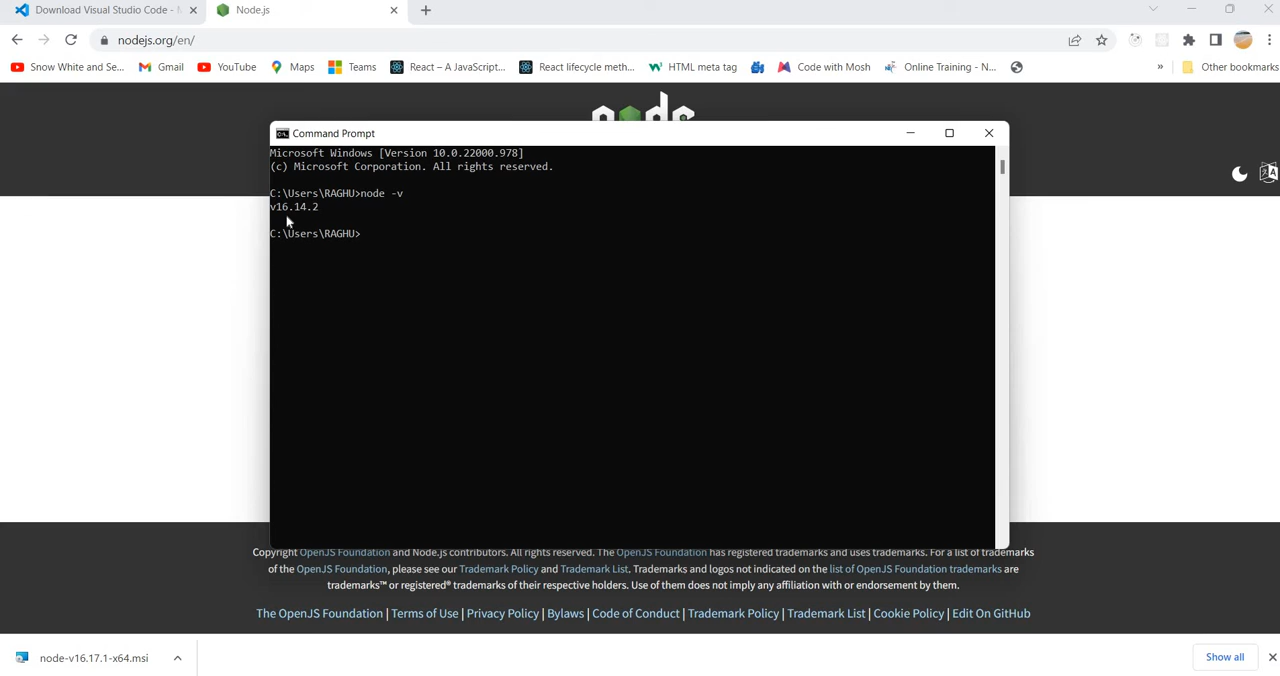 Download Visual Studio Code -
Node.js
nodejs.org/en/
Snow White and Se...
Gmail
YouTube
Maps
Teams
React – A JavaScript...
React lifecycle meth...
HTML meta tag
Code with Mosh
Online Training - N...
»
Other bookmarks
node
Command Prompt
Microsoft Windows [Version 10.0.22000.978]
(c) Microsoft Corporation. All rights reserved.
C:\Users\RAGHU>node -v
v16.14.2
C:\Users\RAGHU>
Copyright OpenJS Foundation and Node.js contributors. All rights reserved. The OpenJS Foundation has registered trademarks and uses trademarks. For a list of trademarks
of the OpenJS Foundation, please see our Trademark Policy and Trademark List. Trademarks and logos not indicated on the list of OpenJS Foundation trademarks are
trademarks™ or registered® trademarks of their respective holders. Use of them does not imply any affiliation with or endorsement by them.
The OpenJS Foundation | Terms of Use | Privacy Policy | Bylaws | Code of Conduct | Trademark Policy | Trademark List | Cookie Policy | Edit On GitHub
node-v16.17.1-x64.msi
Show all